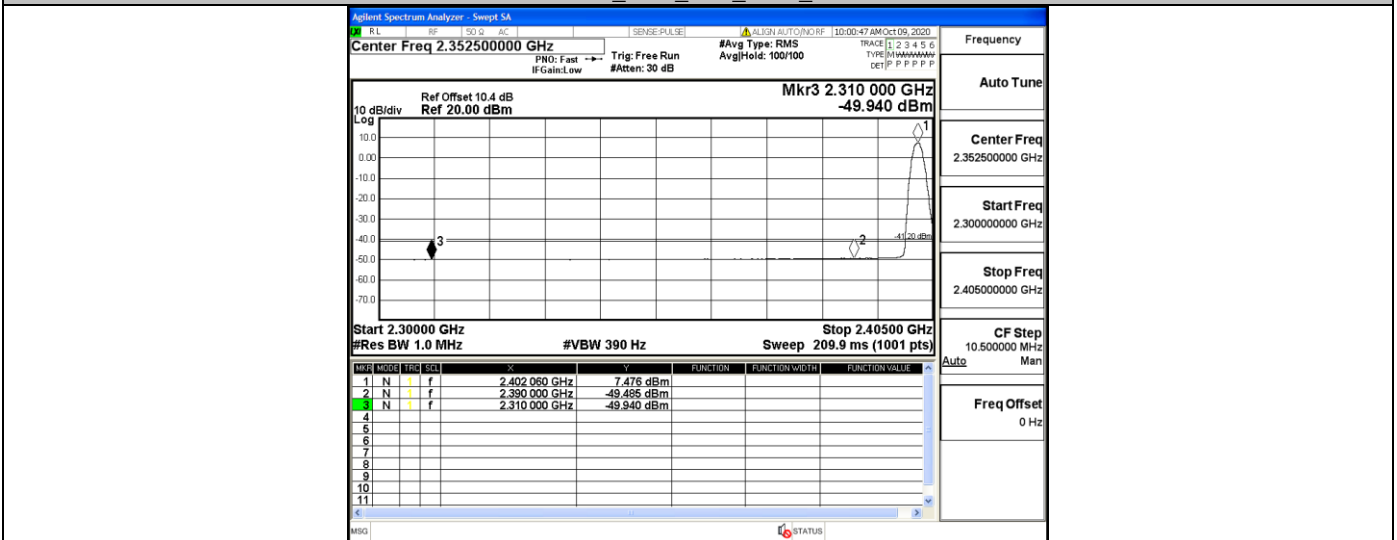 Agilent Spectrum Analyzer - Swept SA
RL RF 50 Ω AC SENSE:PULSE ALIGN AUTO/NORF 10:00:47 AM Oct 09, 2020
Center Freq 2.352500000 GHz #Avg Type: RMS TRACE 1 2 3 4 5 6
PNO: Fast Trig: Free Run Avg|Hold: 100/100 TYPE M
IFGain:Low #Atten: 30 dB DET P P P P P P
Mkr3 2.310 000 GHz
-49.940 dBm
Ref Offset 10.4 dB
10 dB/div Ref 20.00 dBm
Log
10.0
0.00
-10.0
-20.0
-30.0
-40.0
-50.0
-60.0
-70.0
1
2
3
-41.20 dBm
Start 2.30000 GHz Stop 2.40500 GHz
#Res BW 1.0 MHz #VBW 390 Hz Sweep 209.9 ms (1001 pts)
MKR MODE TRC SCL X Y FUNCTION FUNCTION WIDTH FUNCTION VALUE
1 N 1 f 2.402 060 GHz 7.476 dBm
2 N 1 f 2.390 000 GHz -49.485 dBm
3 N 1 f 2.310 000 GHz -49.940 dBm
4
5
6
7
8
9
10
11
MSG STATUS
Frequency
Auto Tune
Center Freq
2.352500000 GHz
Start Freq
2.300000000 GHz
Stop Freq
2.405000000 GHz
CF Step
10.500000 MHz
Auto Man
Freq Offset
0 Hz